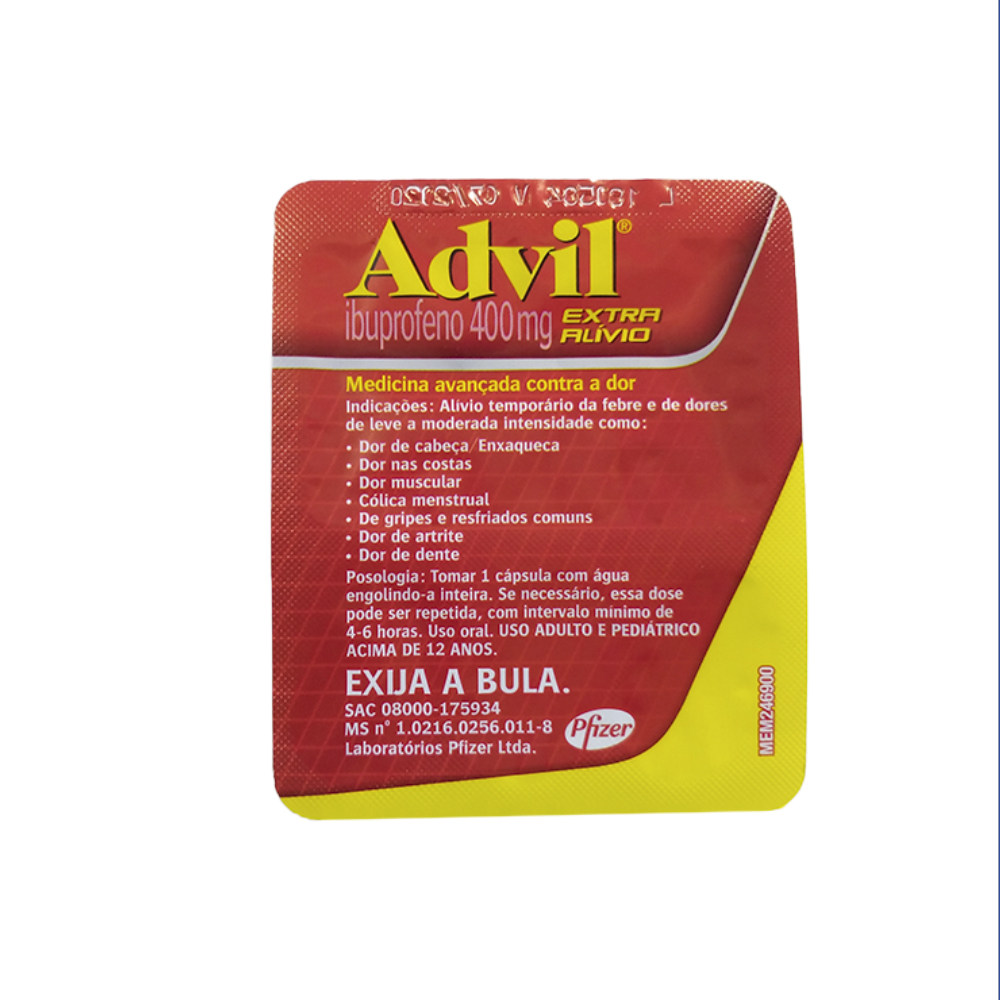 Advil®
ibuprofeno 400mg EXTRA ALÍVIO
Medicina avançada contra a dor
Indicações: Alívio temporário da febre e de dores
de leve a moderada intensidade como:
• Dor de cabeça/Enxaqueca
• Dor nas costas
• Dor muscular
• Cólica menstrual
• De gripes e resfriados comuns
• Dor de artrite
• Dor de dente
Posologia: Tomar 1 cápsula com água
engolindo-a inteira. Se necessário, essa dose
pode ser repetida, com intervalo mínimo de
4-6 horas. Uso oral. USO ADULTO E PEDIÁTRICO
ACIMA DE 12 ANOS.
EXIJA A BULA.
SAC 08000-175934
MS n° 1.0216.0256.011-8
Laboratórios Pfizer Ltda.
Pfizer
MEM246900